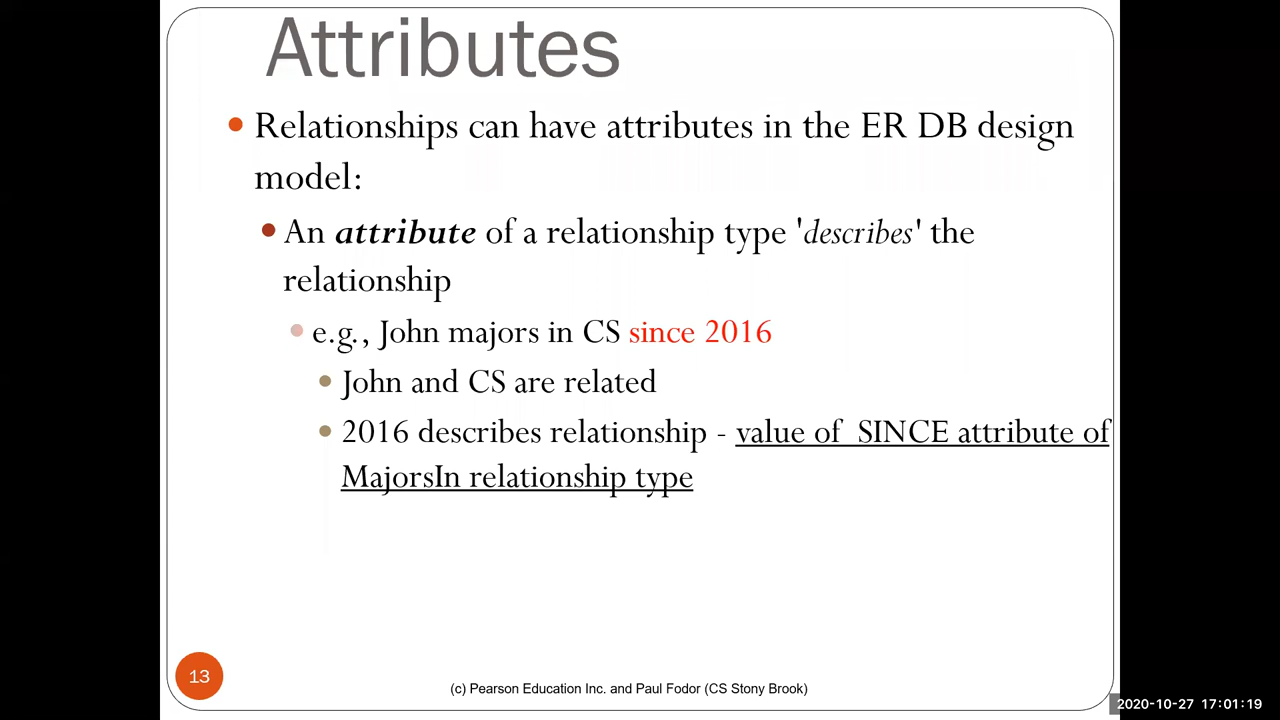 Attributes
Relationships can have attributes in the ER DB design
model:
An attribute of a relationship type 'describes' the
relationship
e.g., John majors in CS since 2016
John and CS are related
2016 describes relationship - value of  SINCE attribute of
MajorsIn relationship type
13
(c) Pearson Education Inc. and Paul Fodor (CS Stony Brook)
2020-10-27 17:01:19